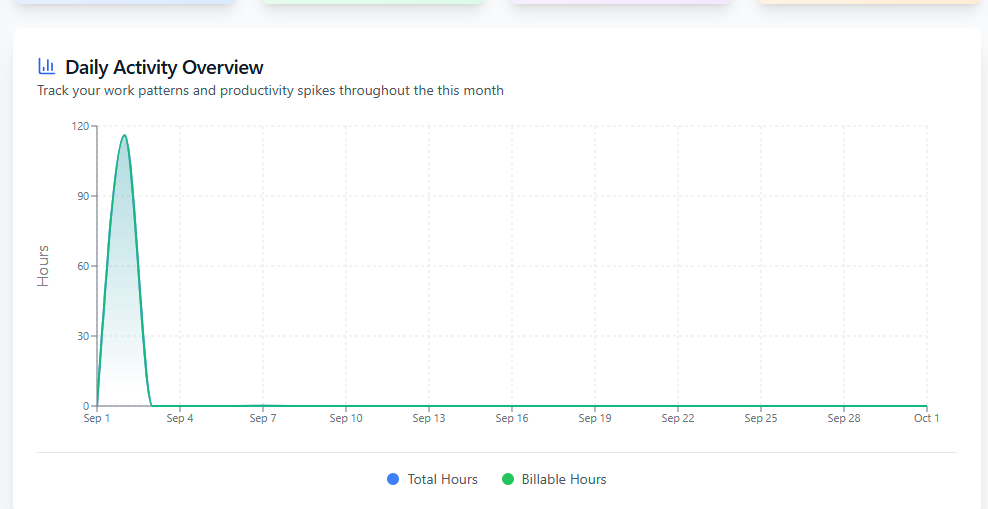 Daily Activity Overview
Track your work patterns and productivity spikes throughout the this month
120
90
60
30
0
Hours
Sep 1 Sep 4 Sep 7 Sep 10 Sep 13 Sep 16 Sep 19 Sep 22 Sep 25 Sep 28 Oct 1
Total Hours Billable Hours